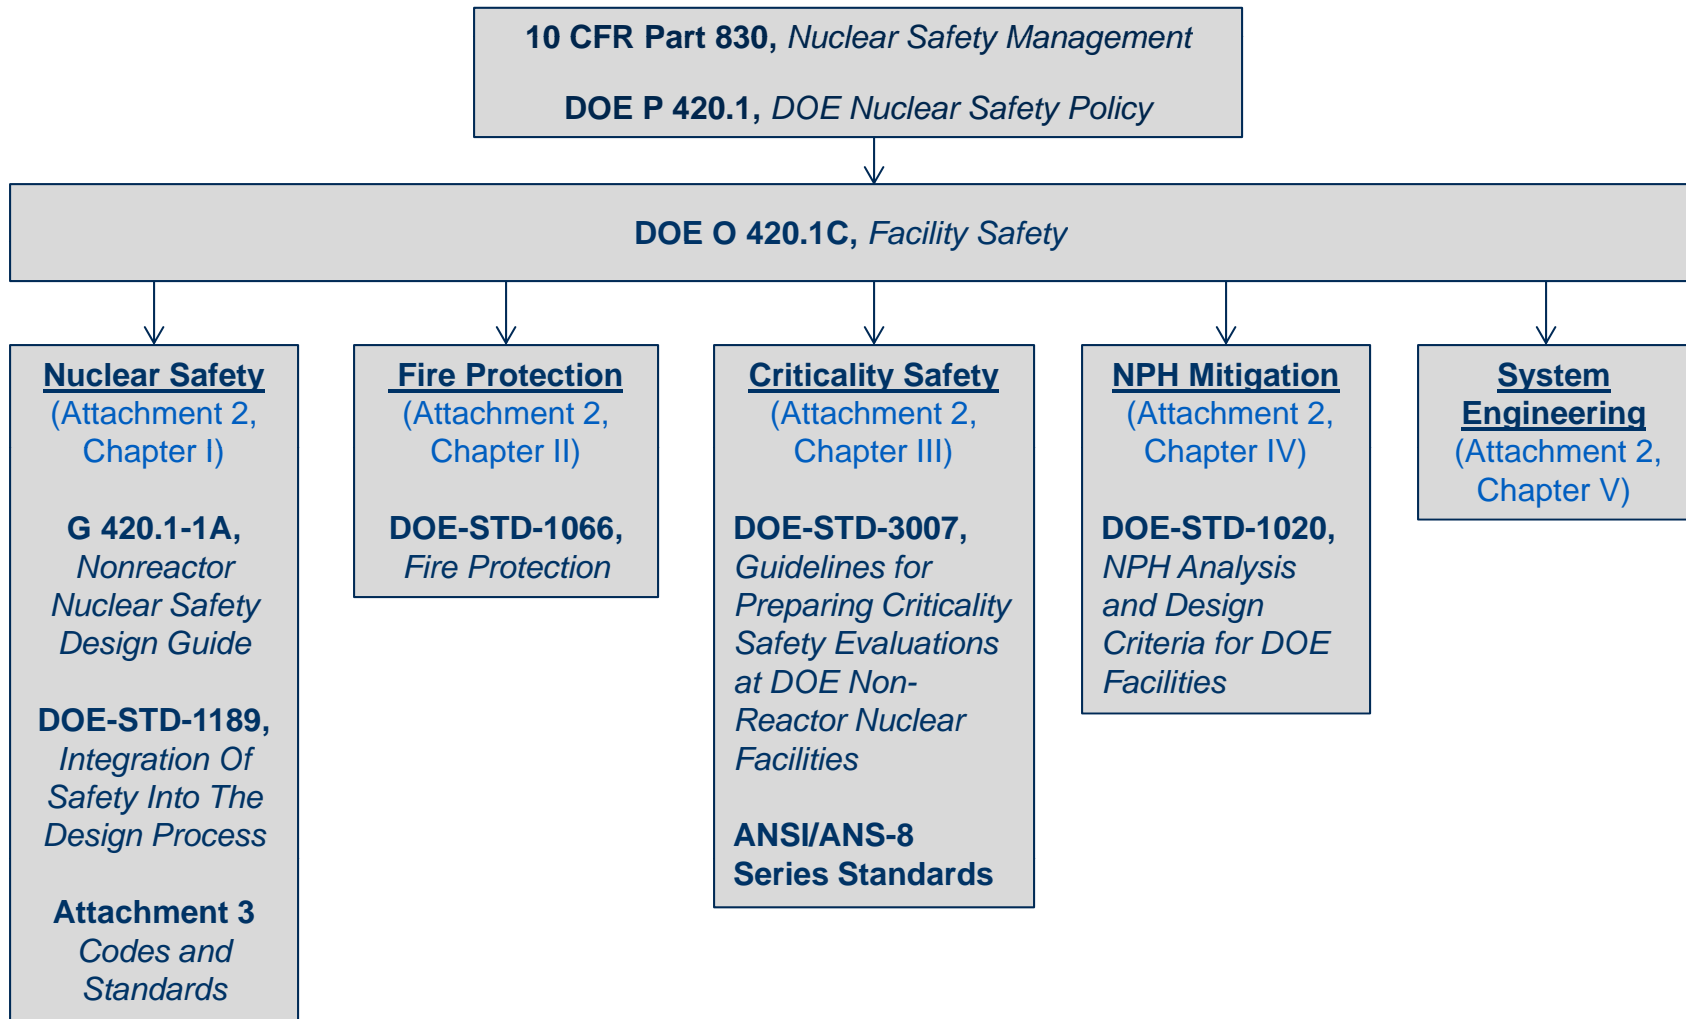 10 CFR Part 830, Nuclear Safety Management
DOE P 420.1, DOE Nuclear Safety Policy
DOE O 420.1C, Facility Safety
Nuclear Safety
(Attachment 2,
Chapter I)
G 420.1-1A,
Nonreactor
Nuclear Safety
Design Guide
DOE-STD-1189,
Integration Of
Safety Into The
Design Process
Attachment 3
Codes and
Standards
Fire Protection
(Attachment 2,
Chapter II)
DOE-STD-1066,
Fire Protection
Criticality Safety
(Attachment 2,
Chapter III)
DOE-STD-3007,
Guidelines for
Preparing Criticality
Safety Evaluations
at DOE Non-
Reactor Nuclear
Facilities
ANSI/ANS-8
Series Standards
NPH Mitigation
(Attachment 2,
Chapter IV)
DOE-STD-1020,
NPH Analysis
and Design
Criteria for DOE
Facilities
System
Engineering
(Attachment 2,
Chapter V)